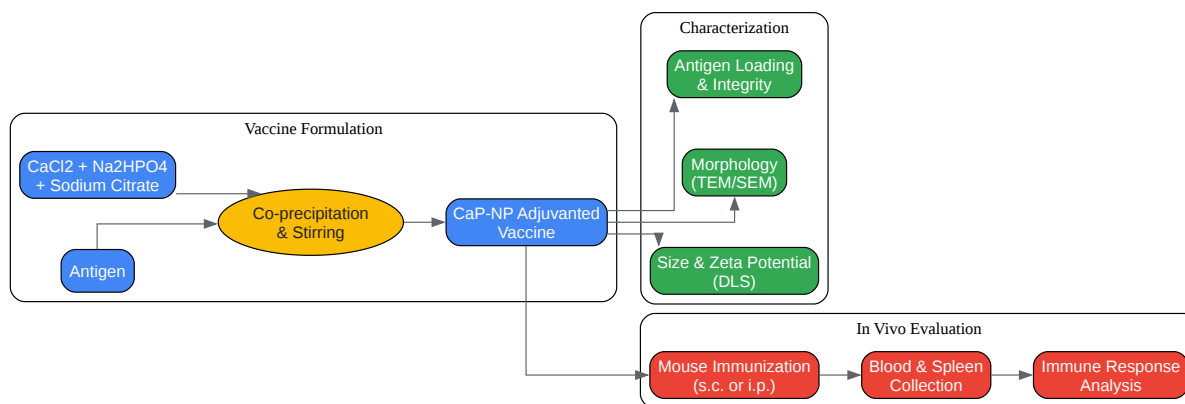 Characterization
Antigen Loading
& Integrity
Morphology
(TEM/SEM)
Size & Zeta Potential
(DLS)
Vaccine Formulation
CaCl2 + Na2HPO4
+ Sodium Citrate
Co-precipitation
& Stirring
CaP-NP Adjuvanted
Vaccine
Antigen
In Vivo Evaluation
Mouse Immunization
(s.c. or i.p.)
Blood & Spleen
Collection
Immune Response
Analysis